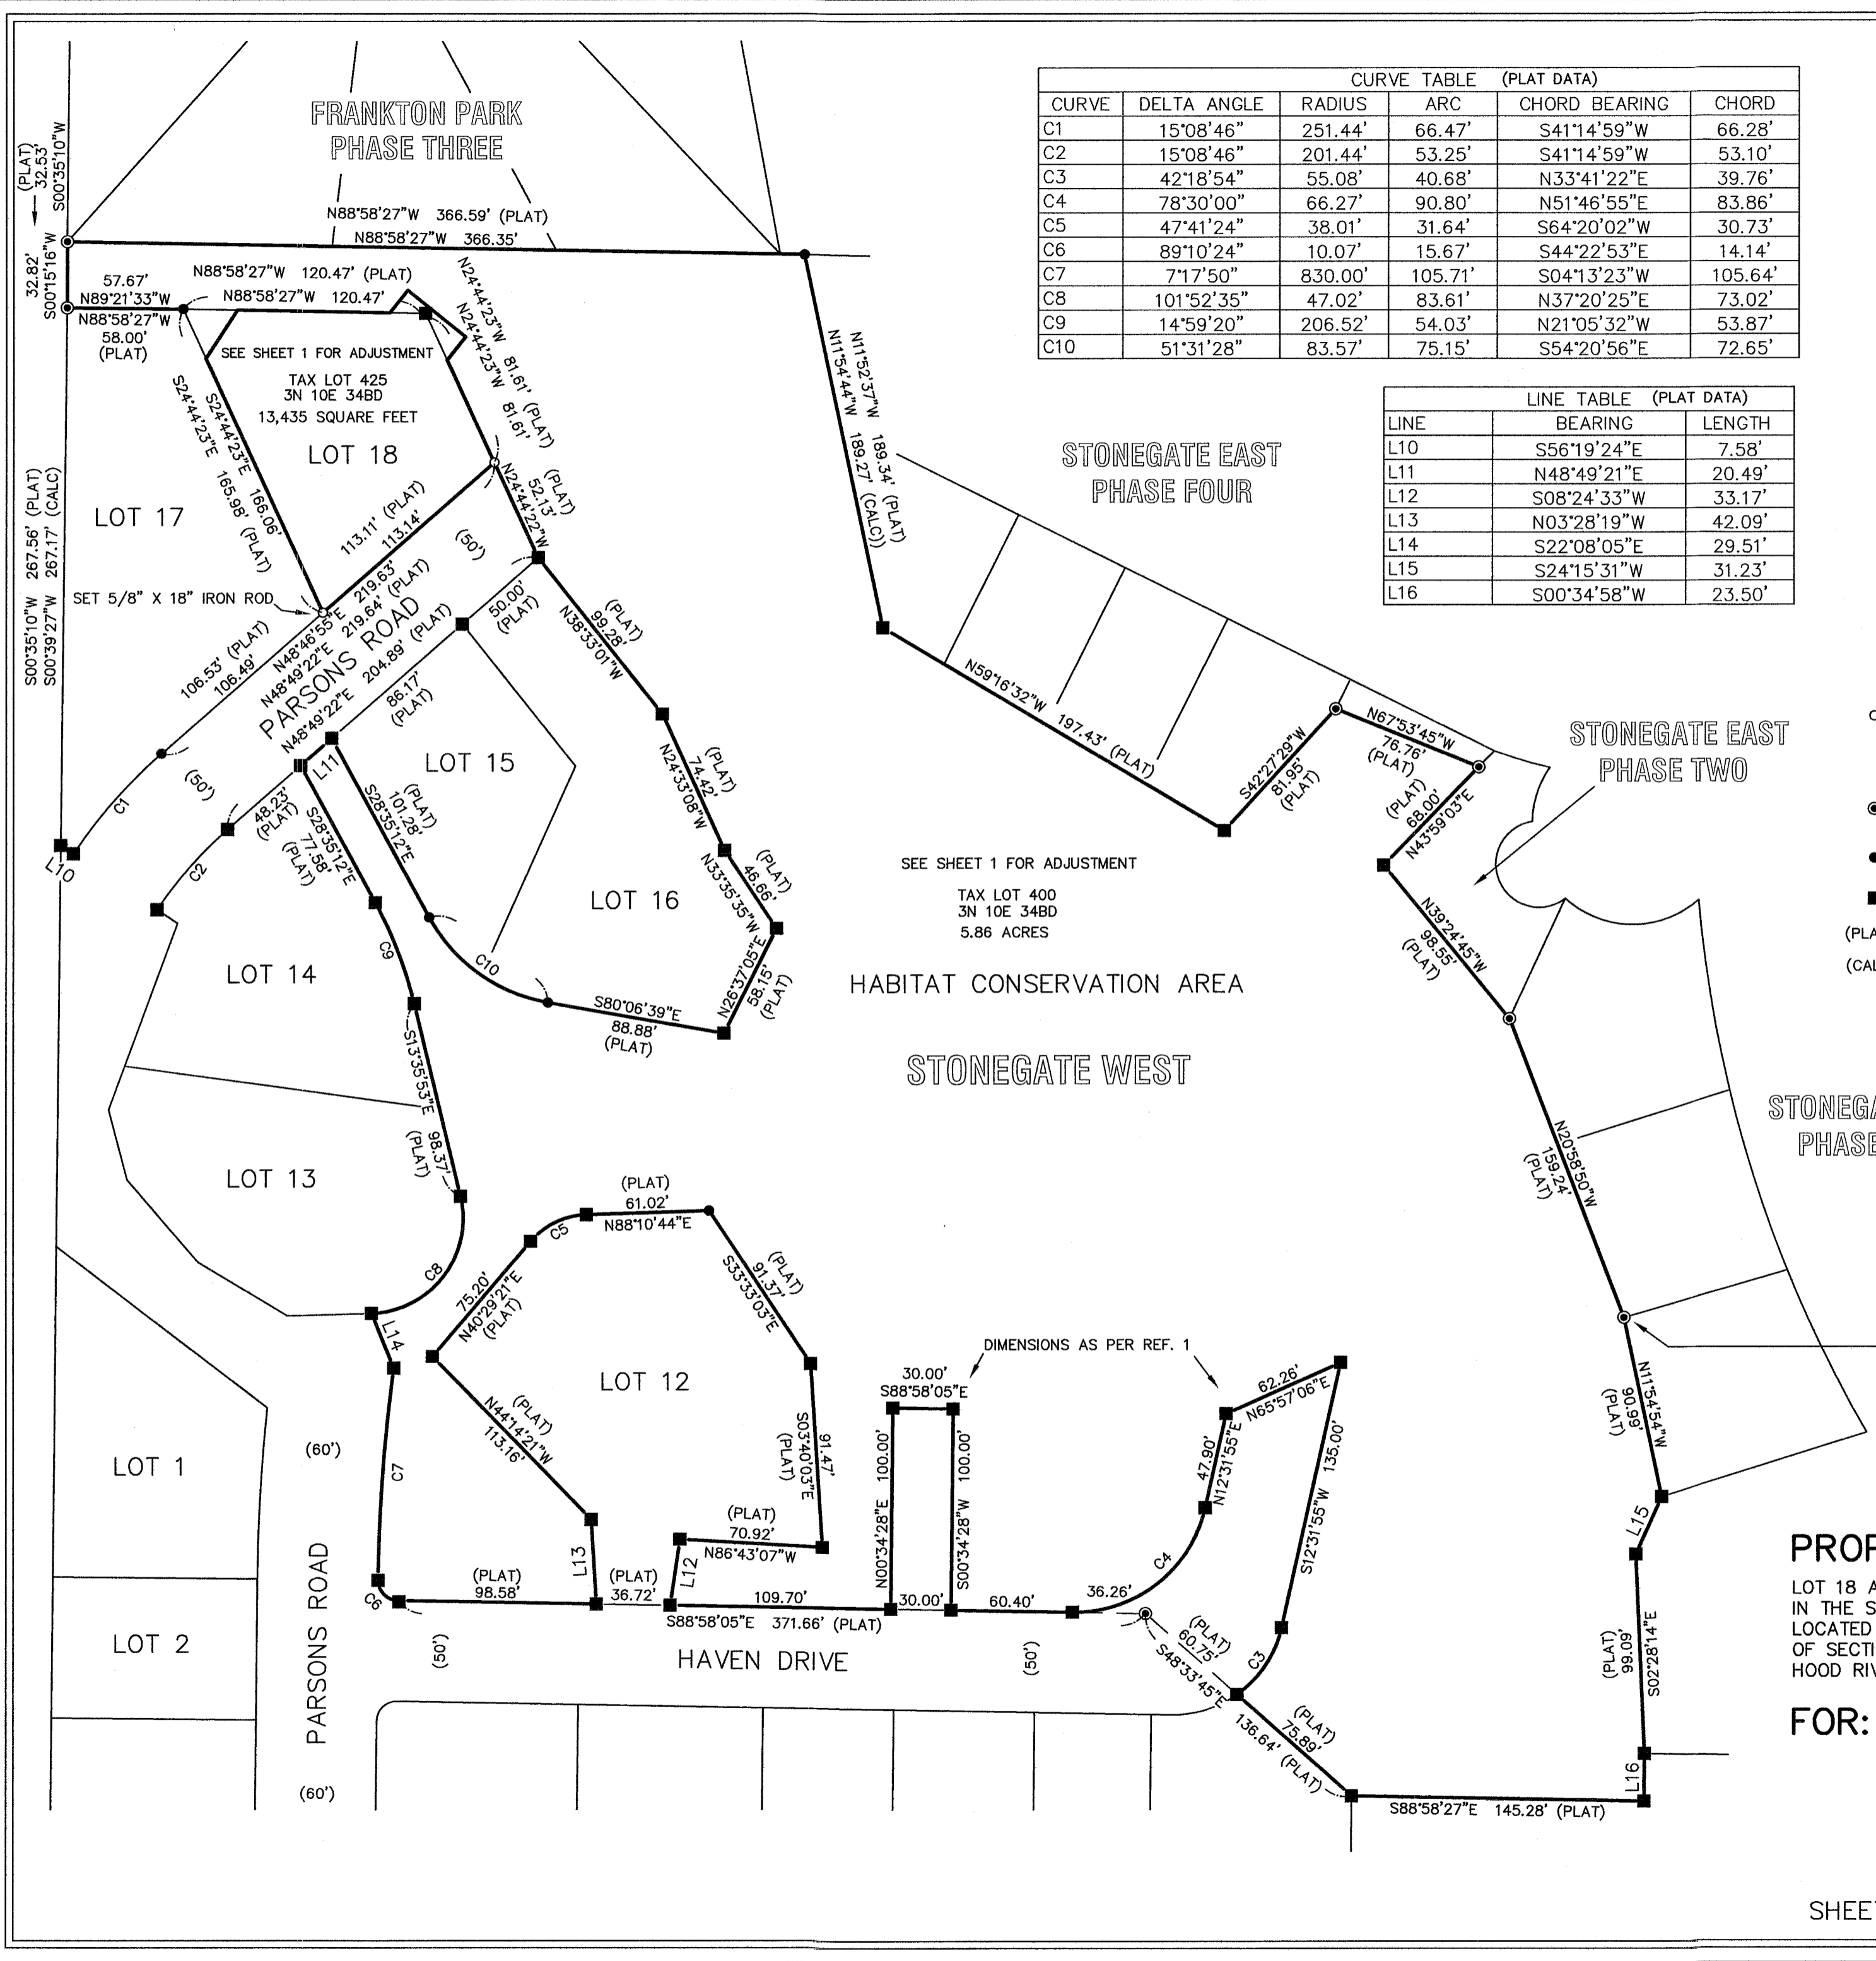 CURVE TABLE (PLAT DATA)
CURVE DELTA ANGLE RADIUS ARC CHORD BEARING CHORD
C1 15°08'46" 251.44' 66.47' S41°14'59"W 66.28'
C2 15°08'46" 201.44' 53.25' S41°14'59"W 53.10'
C3 42°18'54" 55.08' 40.68' N33°41'22"E 39.76'
C4 78°30'00" 66.27' 90.80' N51°46'55"E 83.86'
C5 47°41'24" 38.01' 31.64' S64°20'02"W 30.73'
C6 89°10'24" 10.07' 15.67' S44°22'53"E 14.14'
C7 7°17'50" 830.00' 105.71' S04°13'23"W 105.64'
C8 101°52'35" 47.02' 83.61' N37°20'25"E 73.02'
C9 14°59'20" 206.52' 54.03' N21°05'32"W 53.87'
C10 51°31'28" 83.57' 75.15' S54°20'56"E 72.65'
LINE TABLE (PLAT DATA)
LINE BEARING LENGTH
L10 S56°19'24"E 7.58'
L11 N48°49'21"E 20.49'
L12 S08°24'33"W 33.17'
L13 N03°28'19"W 42.09'
L14 S22°08'05"E 29.51'
L15 S24°15'31"W 31.23'
L16 S00°34'58"W 23.50'
FRANKTON PARK
PHASE THREE
(PLAT)
32.53'
S00°35'10"W
N88°58'27"W 366.59' (PLAT)
N88°58'27"W 366.35'
32.82'
S00°15'16"W
57.67'
N89°21'33"W
N88°58'27"W
58.00'
(PLAT)
N88°58'27"W 120.47' (PLAT)
N88°58'27"W 120.47'
N24°44'23"W 81.61' (PLAT)
N24°44'23"W 81.61'
SEE SHEET 1 FOR ADJUSTMENT
TAX LOT 425
3N 10E 34BD
13,435 SQUARE FEET
LOT 18
S24°44'23"E 166.06'
S24°44'23"E 165.98' (PLAT)
LOT 17
S00°35'10"W 267.56' (PLAT)
S00°39'27"W 267.17' (CALC)
113.11' (PLAT)
113.14'
(PLAT)
52.13'
N24°44'22"W
(50')
SET 5/8" X 18" IRON ROD
106.53' (PLAT)
106.49'
N48°46'55"E 219.63'
N48°49'22"E 219.64' (PLAT)
PARSONS ROAD
N48°49'22"E 204.89' (PLAT)
50.00'
(PLAT)
86.17'
(PLAT)
L11
C1
(50')
48.23'
(PLAT)
C2
L10
N11°52'37"W 189.34' (PLAT)
N11°54'44"W 189.27' (CALC))
STONEGATE EAST
PHASE FOUR
(PLAT)
99.28'
N38°33'01"W
LOT 15
(PLAT)
101.28'
S28°35'12"E
S28°35'12"E
77.58'
(PLAT)
C9
(PLAT)
74.42'
N24°33'08"W
LOT 16
(PLAT)
46.66'
N33°35'35"W
C10
N26°37'05"E
58.15'
(PLAT)
S80°06'39"E
88.88'
(PLAT)
N59°16'32"W 197.43' (PLAT)
S42°27'29"W
81.95'
(PLAT)
N67°53'45"W
76.76'
(PLAT)
(PLAT)
68.00'
N43°59'03"E
STONEGATE EAST
PHASE TWO
(PLA
(CAL
SEE SHEET 1 FOR ADJUSTMENT
TAX LOT 400
3N 10E 34BD
5.86 ACRES
HABITAT CONSERVATION AREA
STONEGATE WEST
N39°24'45"W
98.55'
(PLAT)
STONEGA
PHASE
N20°58'50"W
159.24'
(PLAT)
LOT 14
S13°35'53"E 98.37'
(PLAT)
LOT 13
C8
L14
(PLAT)
61.02'
N88°10'44"E
C5
75.20'
N40°29'21"E
(PLAT)
(PLAT)
91.37'
S33°33'03"E
LOT 12
(PLAT)
N44°14'21"W
113.16'
91.47'
S03°40'03"E
(PLAT)
DIMENSIONS AS PER REF. 1
30.00'
S88°58'05"E
N00°34'28"E 100.00'
S00°34'28"W 100.00'
62.26'
N65°57'06"E
47.90'
N12°31'55"E
S12°31'55"W 135.00'
C4
N11°54'54"W
90.99'
(PLAT)
L15
LOT 1
(60')
C7
LOT 2
PARSONS ROAD
(60')
C6
(PLAT)
98.58'
L13
(PLAT)
36.72'
L12
(PLAT)
70.92'
N86°43'07"W
109.70'
S88°58'05"E 371.66' (PLAT)
30.00'
60.40'
36.26'
(50')
HAVEN DRIVE
(50')
(PLAT)
60.75'
S48°33'45"E
136.64' (PLAT)
(PLAT)
75.89'
C3
(PLAT)
99.09'
S02°28'14"E
L16
S88°58'27"E 145.28' (PLAT)
PROP
LOT 18 A
IN THE S
LOCATED
OF SECTI
HOOD RIV
FOR:
SHEET